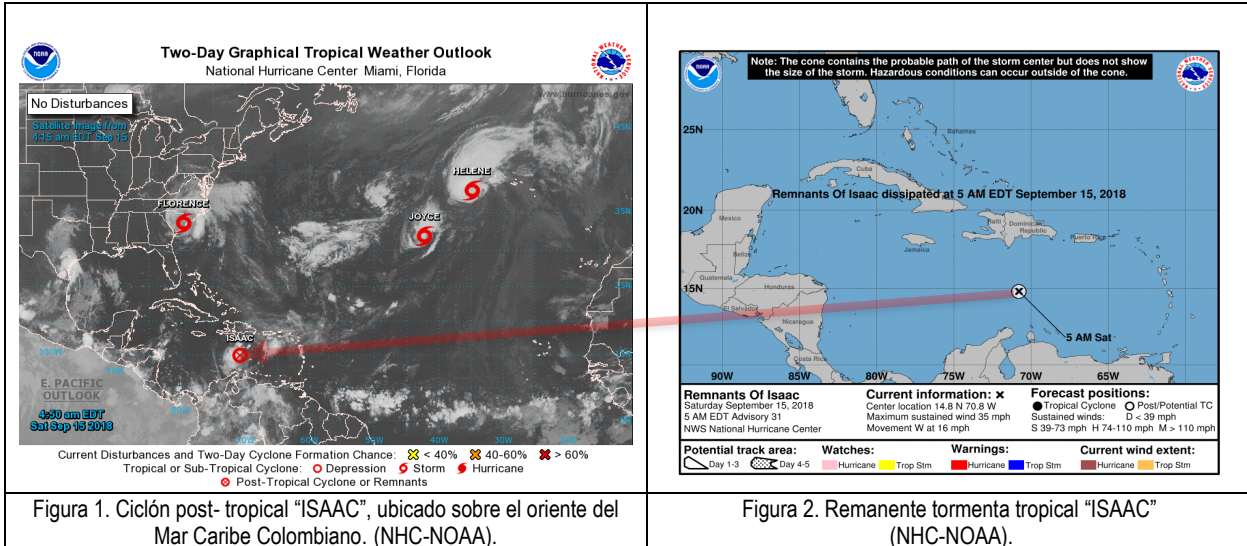 Two-Day Graphical Tropical Weather Outlook
National Hurricane Center Miami, Florida
No Disturbances
www.hurricanes.gov
Satellite image from
4:15 am EDT Sep 15
45N
HELENE
FLORENCE
35N
JOYCE
25N
ISAAC
100W
E. PACIFIC
OUTLOOK
4:50 am EDT
Sat Sep 15 2018
60W
50W
40W
30W
20W
10W
Current Disturbances and Two-Day Cyclone Formation Chance: < 40% 40-60% > 60%
Tropical or Sub-Tropical Cyclone: Depression Storm Hurricane
Post-Tropical Cyclone or Remnants
Figura 1. Ciclón post- tropical “ISAAC”, ubicado sobre el oriente del
Mar Caribe Colombiano. (NHC-NOAA).
Note: The cone contains the probable path of the storm center but does not show
the size of the storm. Hazardous conditions can occur outside of the cone.
25N
Bahamas
Cuba
Remnants Of Isaac dissipated at 5 AM EDT September 15, 2018
20N
Mexico
Haiti
Dominican
Republic
Puerto Rico
Jamaica
Belize
Guatemala
Honduras
15N
El Salvador
Nicaragua
5 AM Sat
Costa Rica
90W 85W 80W 75W 70W 65W
Remnants Of Isaac
Saturday September 15, 2018
5 AM EDT Advisory 31
NWS National Hurricane Center
Current information: ×
Center location 14.8 N 70.8 W
Maximum sustained wind 35 mph
Movement W at 16 mph
Forecast positions:
Tropical Cyclone Post/Potential TC
Sustained winds: D < 39 mph
S 39-73 mph H 74-110 mph M > 110 mph
Potential track area:
Day 1-3 Day 4-5
Watches:
Hurricane Trop Stm
Warnings:
Hurricane Trop Stm
Current wind extent:
Hurricane Trop Stm
Figura 2. Remanente tormenta tropical “ISAAC”
(NHC-NOAA).